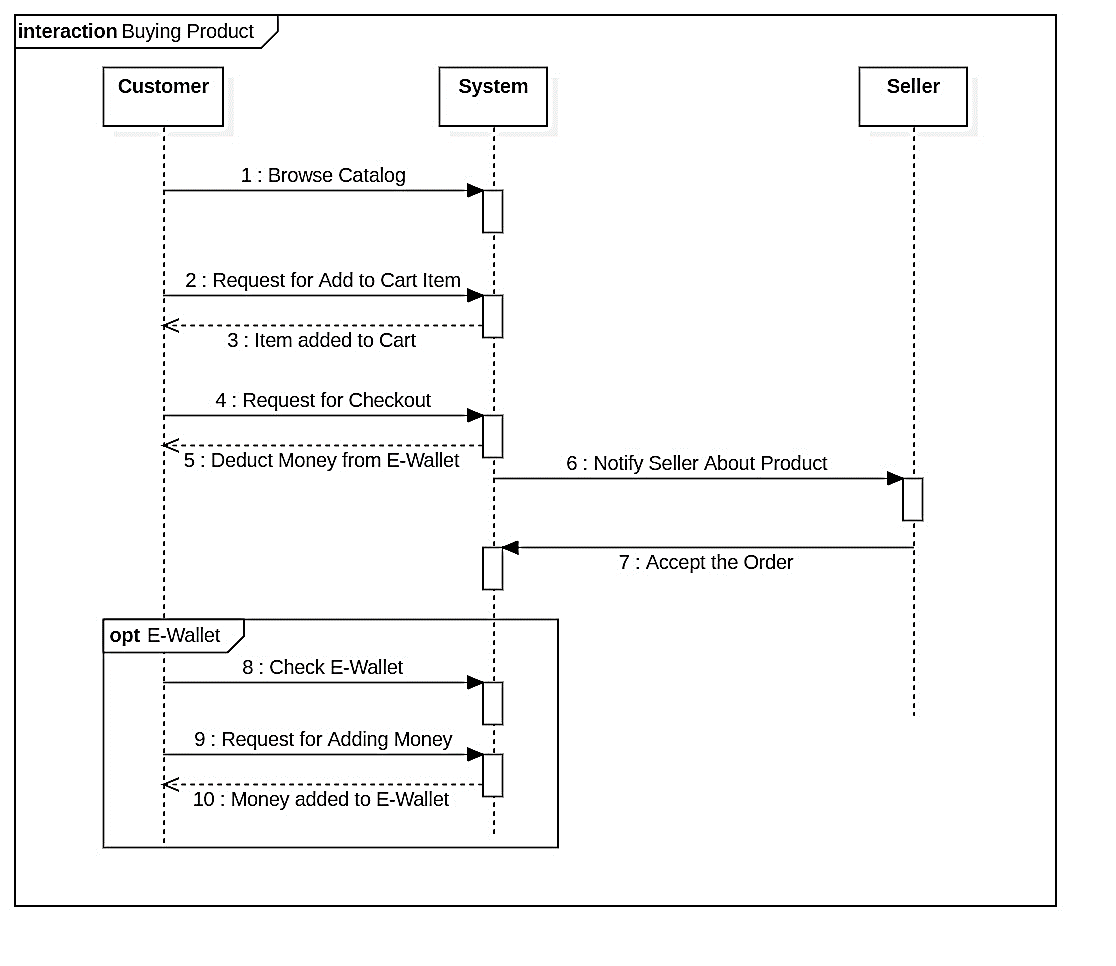 interaction Buying Product
Customer
System
Seller
1 : Browse Catalog
2 : Request for Add to Cart Item
3 : Item added to Cart
4 : Request for Checkout
5 : Deduct Money from E-Wallet
6 : Notify Seller About Product
7 : Accept the Order
opt E-Wallet
8 : Check E-Wallet
9 : Request for Adding Money
10 : Money added to E-Wallet